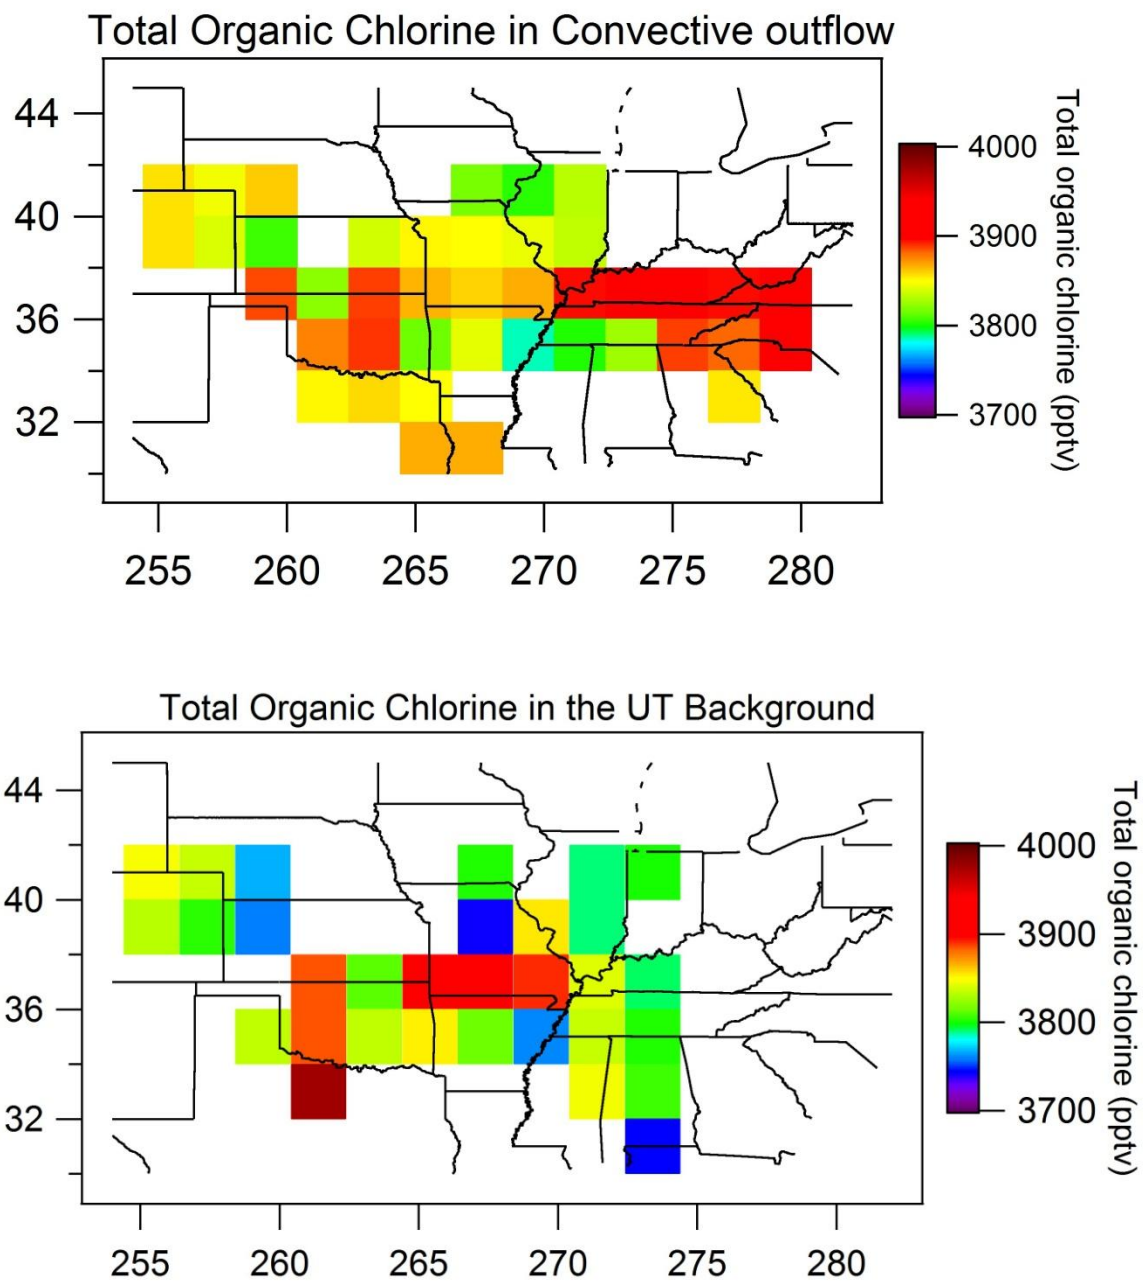 Total Organic Chlorine in Convective outflow
44
40
36
32
255 260 265 270 275 280
4000
3900
3800
3700
Total organic chlorine (pptv)
Total Organic Chlorine in the UT Background
44
40
36
32
255 260 265 270 275 280
4000
3900
3800
3700
Total organic chlorine (pptv)